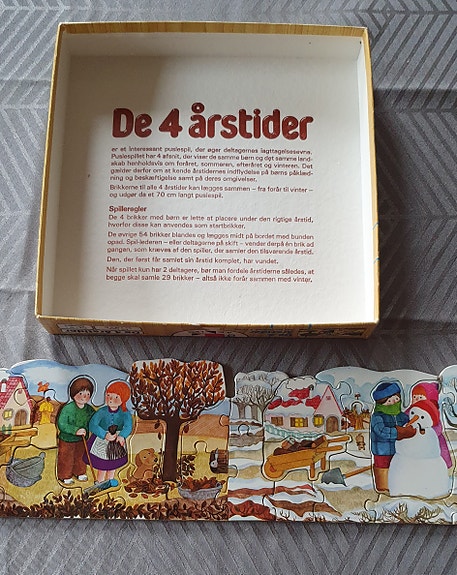 De 4 årstider
er et interessant puslespil, der øger deltagernes iagttagelsesevne.
Puslespillet har 4 afsnit, der viser de samme børn og det samme land-
skab henholdsvis om foråret, sommeren, efteråret og vinteren. Det
gælder derfor om at kende årstidernes indflydelse på børns påklæd-
ning og beskæftigelse samt på deres omgivelser.
Brikkerne til alle 4 årstider kan lægges sammen – fra forår til vinter –
og udgør da et 70 cm langt puslespil.
Spilleregler
De 4 brikker med børn er lette at placere under den rigtige årstid,
hvorfor disse kan anvendes som startbrikker.
De øvrige 54 brikker blandes og lægges midt på bordet med bunden
opad. Spil-lederen – eller deltagerne på skift – vender derpå én brik ad
gangen, som kræves af den spiller, der samler den tilsvarende årstid.
Den, der først får samlet sin årstid komplet, har vundet.
Når spillet kun har 2 deltagere, bør man fordele årstiderne således, at
begge skal samle 29 brikker – altså ikke forår sammen med vinter.